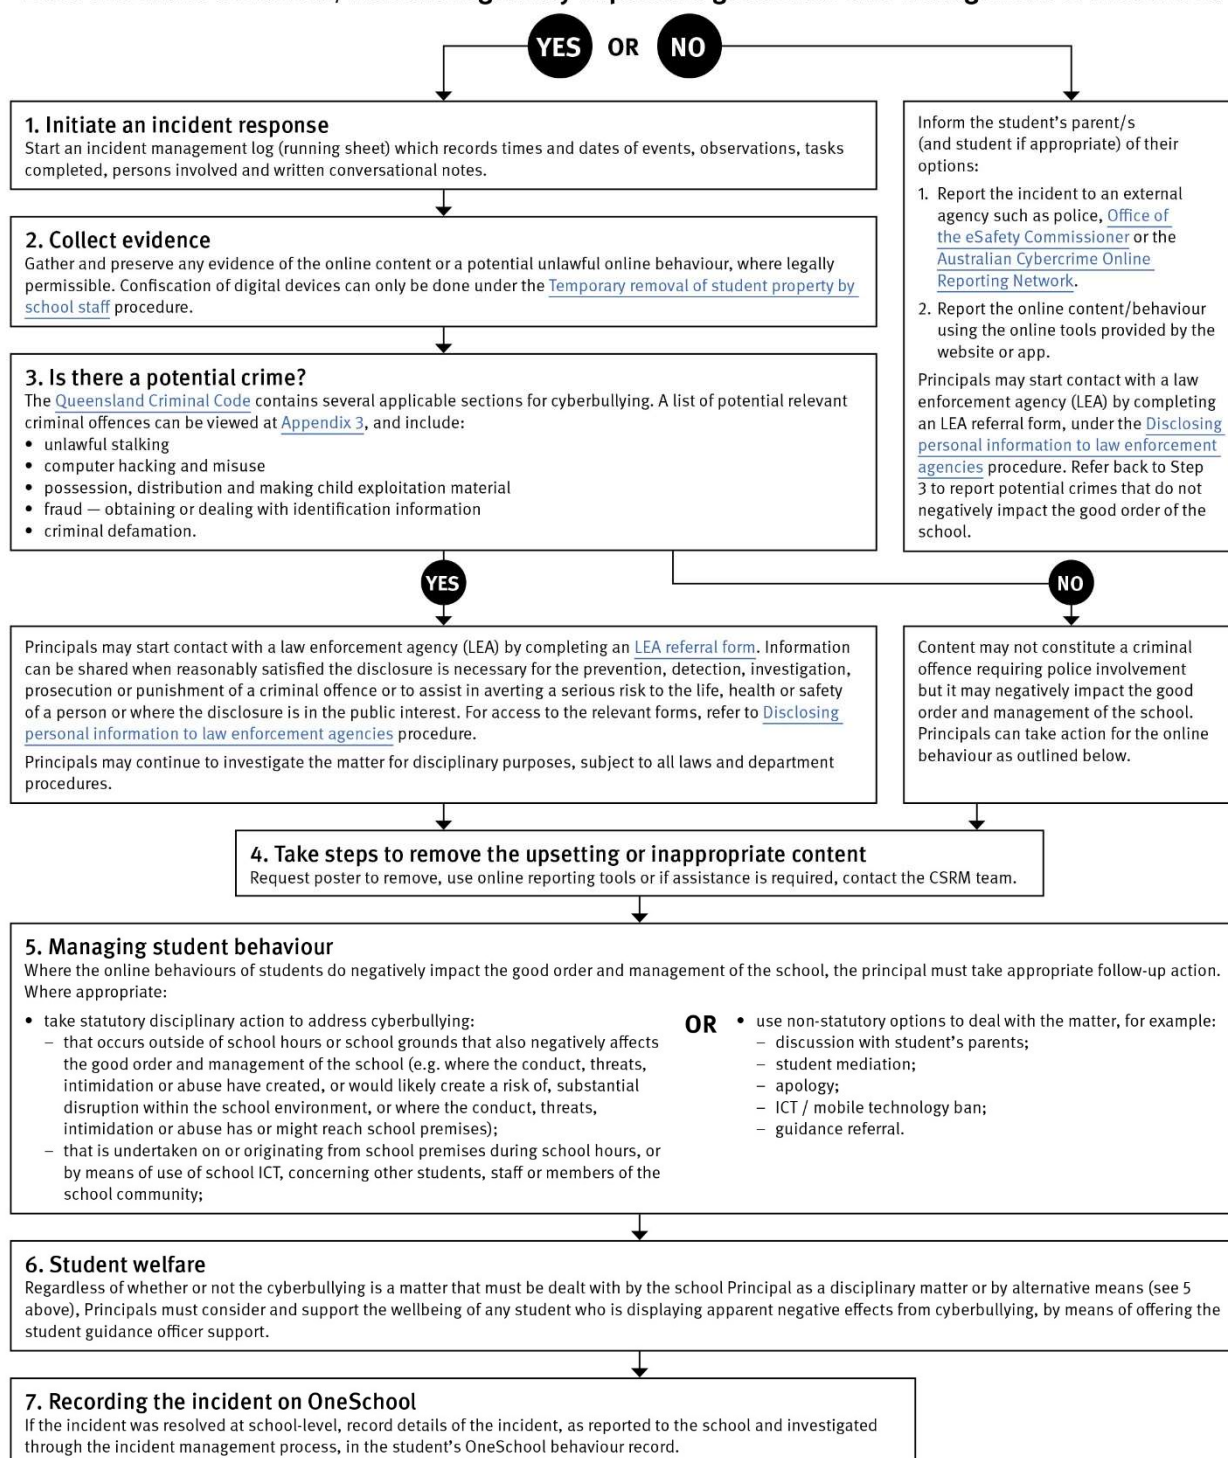 YES OR NO
1. Initiate an incident response
Start an incident management log (running sheet) which records times and dates of events, observations, tasks
completed, persons involved and written conversational notes.
2. Collect evidence
Gather and preserve any evidence of the online content or a potential unlawful online behaviour, where legally
permissible. Confiscation of digital devices can only be done under the Temporary removal of student property by
school staff procedure.
3. Is there a potential crime?
The Queensland Criminal Code contains several applicable sections for cyberbullying. A list of potential relevant
criminal offences can be viewed at Appendix 3, and include:
• unlawful stalking
• computer hacking and misuse
• possession, distribution and making child exploitation material
• fraud — obtaining or dealing with identification information
• criminal defamation.
Inform the student's parent/s
(and student if appropriate) of their
options:
1. Report the incident to an external
agency such as police, Office of
the eSafety Commissioner or the
Australian Cybercrime Online
Reporting Network.
2. Report the online content/behaviour
using the online tools provided by the
website or app.
Principals may start contact with a law
enforcement agency (LEA) by completing
an LEA referral form, under the Disclosing
personal information to law enforcement
agencies procedure. Refer back to Step
3 to report potential crimes that do not
negatively impact the good order of the
school.
YES
NO
Principals may start contact with a law enforcement agency (LEA) by completing an LEA referral form. Information
can be shared when reasonably satisfied the disclosure is necessary for the prevention, detection, investigation,
prosecution or punishment of a criminal offence or to assist in averting a serious risk to the life, health or safety
of a person or where the disclosure is in the public interest. For access to the relevant forms, refer to Disclosing
personal information to law enforcement agencies procedure.
Principals may continue to investigate the matter for disciplinary purposes, subject to all laws and department
procedures.
Content may not constitute a criminal
offence requiring police involvement
but it may negatively impact the good
order and management of the school.
Principals can take action for the online
behaviour as outlined below.
4. Take steps to remove the upsetting or inappropriate content
Request poster to remove, use online reporting tools or if assistance is required, contact the CSRM team.
5. Managing student behaviour
Where the online behaviours of students do negatively impact the good order and management of the school, the principal must take appropriate follow-up action.
Where appropriate:
• take statutory disciplinary action to address cyberbullying:
– that occurs outside of school hours or school grounds that also negatively affects
the good order and management of the school (e.g. where the conduct, threats,
intimidation or abuse have created, or would likely create a risk of, substantial
disruption within the school environment, or where the conduct, threats,
intimidation or abuse has or might reach school premises);
– that is undertaken on or originating from school premises during school hours, or
by means of use of school ICT, concerning other students, staff or members of the
school community;
OR
• use non-statutory options to deal with the matter, for example:
– discussion with student's parents;
– student mediation;
– apology;
– ICT / mobile technology ban;
– guidance referral.
6. Student welfare
Regardless of whether or not the cyberbullying is a matter that must be dealt with by the school Principal as a disciplinary matter or by alternative means (see 5
above), Principals must consider and support the wellbeing of any student who is displaying apparent negative effects from cyberbullying, by means of offering the
student guidance officer support.
7. Recording the incident on OneSchool
If the incident was resolved at school-level, record details of the incident, as reported to the school and investigated
through the incident management process, in the student's OneSchool behaviour record.